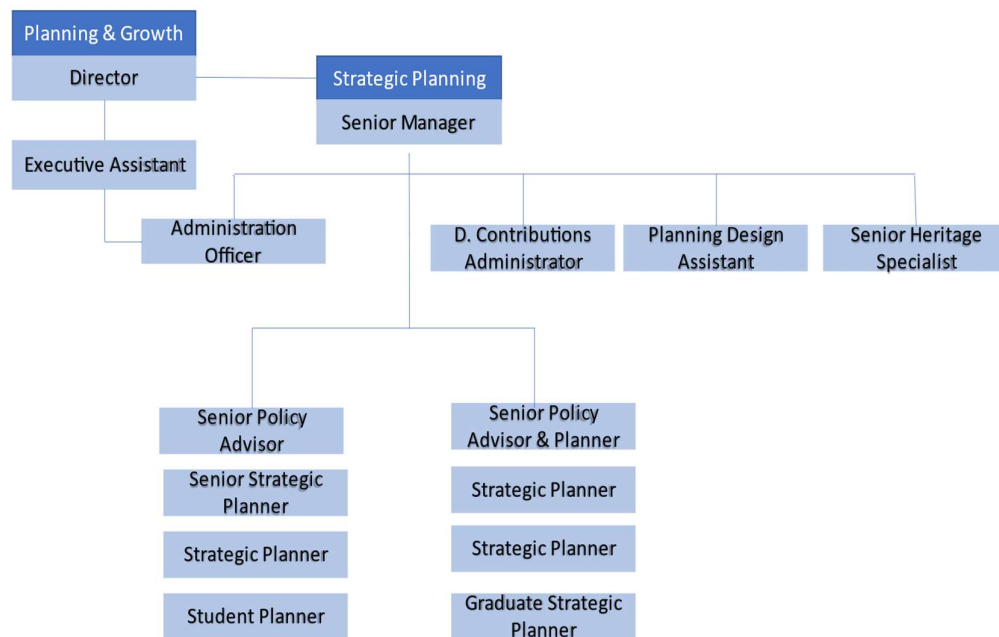 Planning & Growth
Director
Strategic Planning
Senior Manager
Executive Assistant
Administration
Officer
D. Contributions
Administrator
Planning Design
Assistant
Senior Heritage
Specialist
Senior Policy
Advisor
Senior Strategic
Planner
Strategic Planner
Student Planner
Senior Policy
Advisor & Planner
Strategic Planner
Strategic Planner
Graduate Strategic
Planner